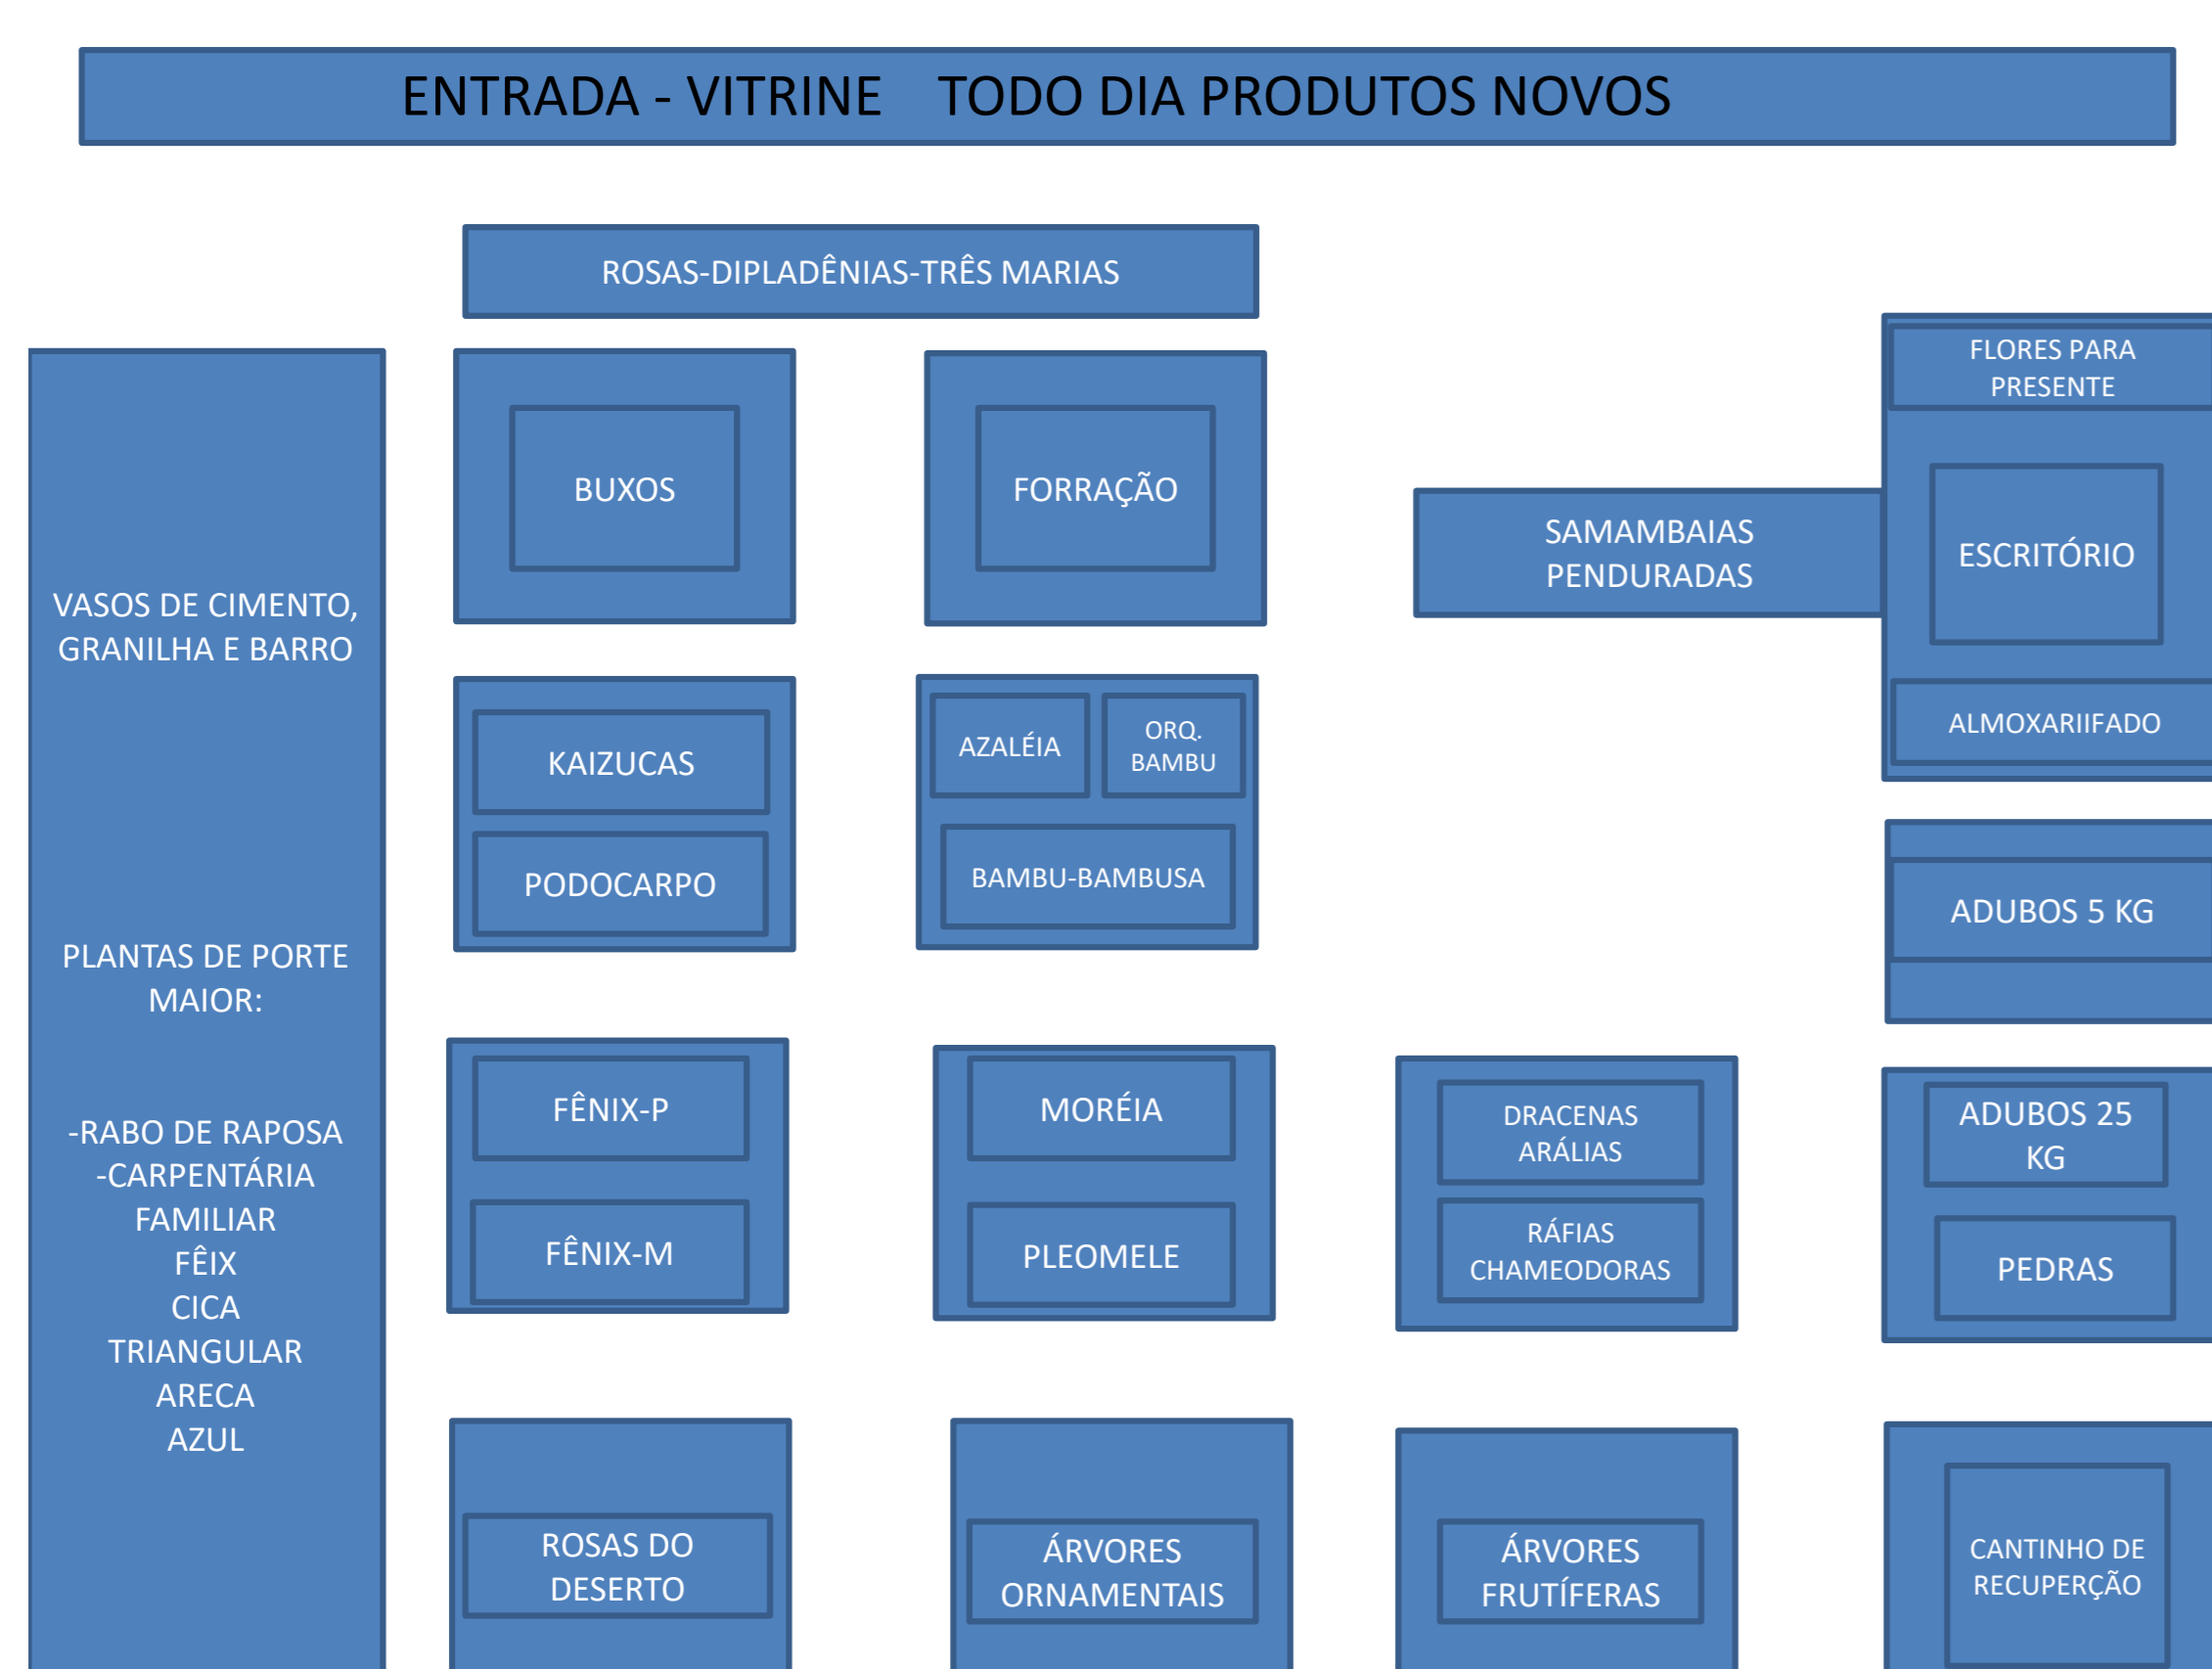 ENTRADA - VITRINE TODO DIA PRODUTOS NOVOS
ROSAS-DIPLADÊNIAS-TRÊS MARIAS
VASOS DE CIMENTO,
GRANILHA E BARRO
PLANTAS DE PORTE
MAIOR:
-RABO DE RAPOSA
-CARPENTÁRIA
FAMILIAR
FÊIX
CICA
TRIANGULAR
ARECA
AZUL
BUXOS
FORRAÇÃO
SAMAMBAIAS
PENDURADAS
FLORES PARA
PRESENTE
ESCRITÓRIO
ALMOXARIIFADO
KAIZUCAS
PODOCARPO
AZALÉIA
ORQ.
BAMBU
BAMBU-BAMBUSA
ADUBOS 5 KG
FÊNIX-P
FÊNIX-M
MORÉIA
PLEOMELE
DRACENAS
ARÁLIAS
RÁFIAS
CHAMEODORAS
ADUBOS 25
KG
PEDRAS
ROSAS DO
DESERTO
ÁRVORES
ORNAMENTAIS
ÁRVORES
FRUTÍFERAS
CANTINHO DE
RECUPERÇÃO